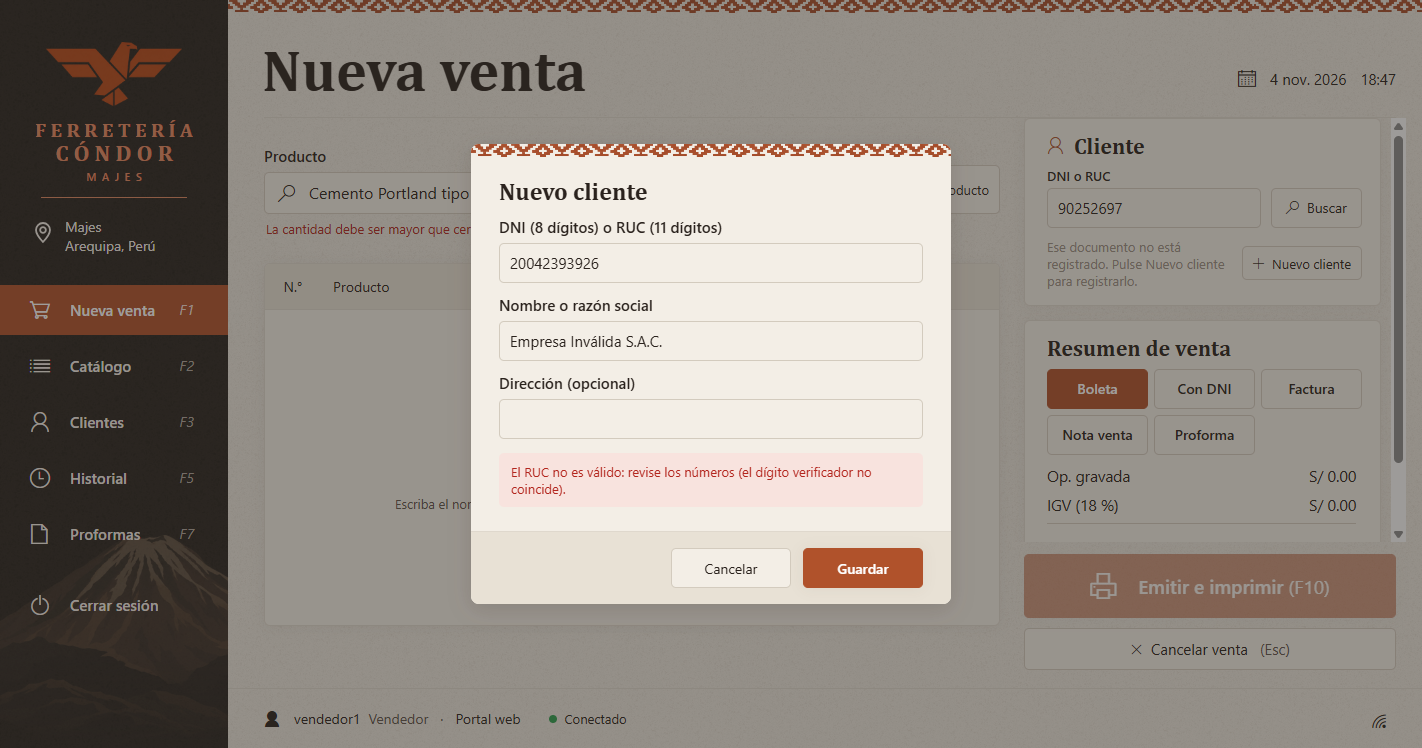 FERRETERÍA
CÓNDOR
MAJES
Majes
Arequipa, Perú
Nueva venta F1
Catálogo F2
Clientes F3
Historial F5
Proformas F7
Cerrar sesión
Nueva venta
4 nov. 2026 18:47
Producto
Cemento Portland tipo
La cantidad debe ser mayor que
N.° Producto
Escriba el
Nuevo cliente
DNI (8 dígitos) o RUC (11 dígitos)
20042393926
Nombre o razón social
Empresa Inválida S.A.C.
Dirección (opcional)
El RUC no es válido: revise los números (el dígito verificador no
coincide).
Cancelar Guardar
Cliente
DNI o RUC
90252697 Buscar
Ese documento no está
registrado. Pulse Nuevo cliente
para registrarlo.
Nuevo cliente
Resumen de venta
Boleta Con DNI Factura
Nota venta Proforma
Op. gravada S/ 0.00
IGV (18 %) S/ 0.00
Emitir e imprimir (F10)
Cancelar venta (Esc)
vendedor1 Vendedor · Portal web Conectado